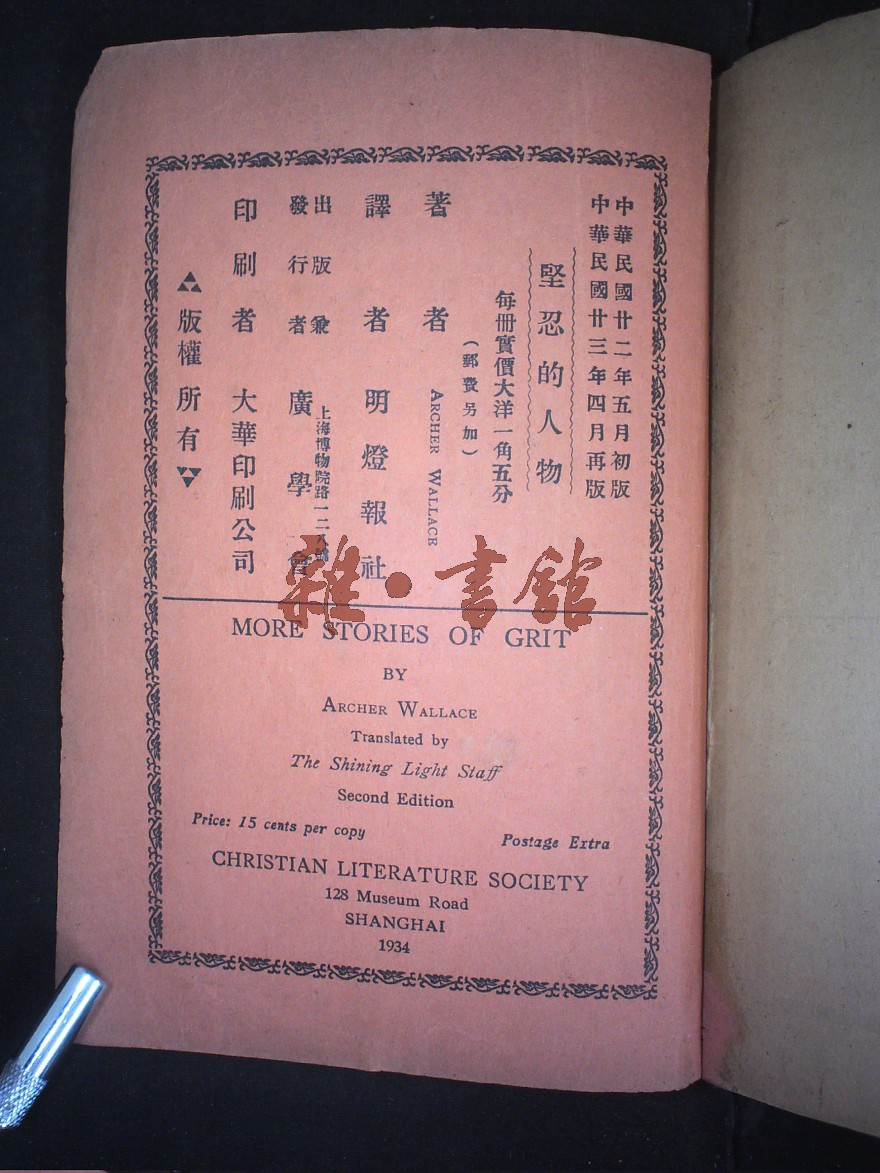 中華民國廿二年五月初版
中華民國廿三年四月再版
堅忍的人物
每冊實價大洋一角五分
（郵費另加）
著者 ARCHER WALLACE
譯者 明燈報社
出版兼
發行者
上海博物院路一二八號
廣學會
印刷者 大華印刷公司
版權所有
雜·書館
MORE STORIES OF GRIT
BY
ARCHER WALLACE
Translated by
The Shining Light Staff
Second Edition
Price: 15 cents per copy
Postage Extra
CHRISTIAN LITERATURE SOCIETY
128 Museum Road
SHANGHAI
1934